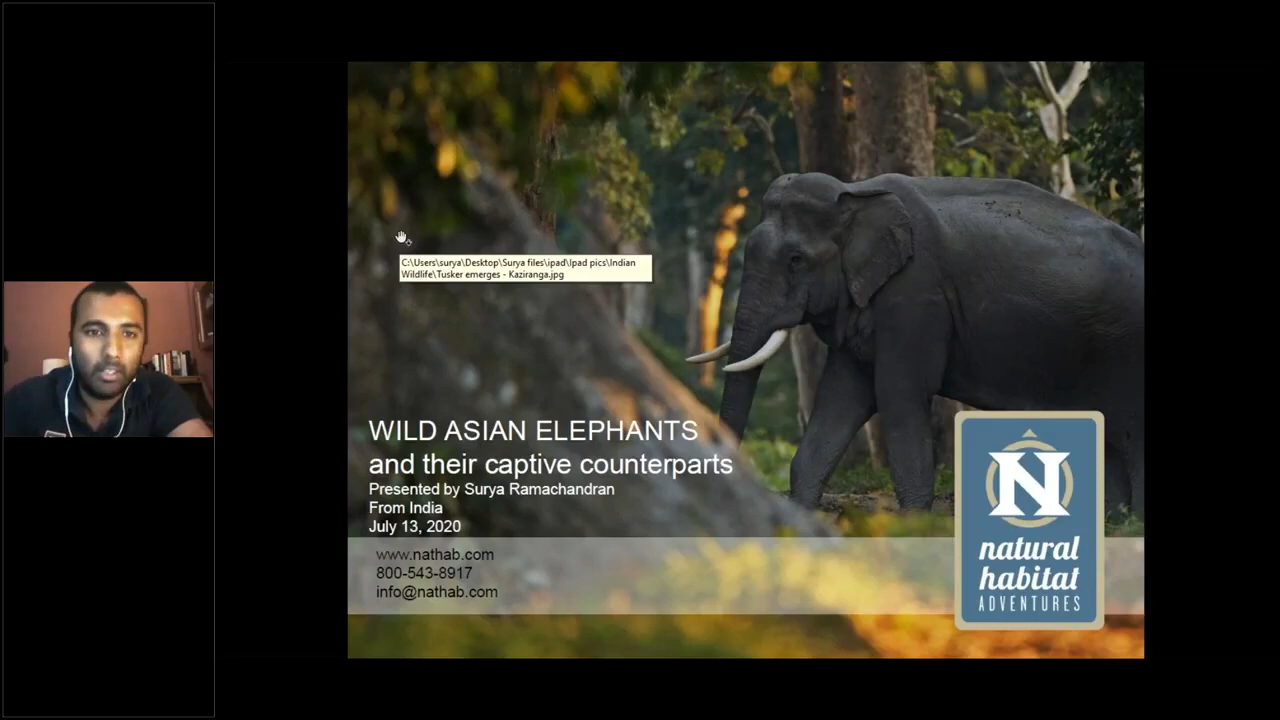 C:\Users\surya\Desktop\Surya files\ipad\Ipad pics\Indian
Wildlife\Tusker emerges - Kaziranga.jpg
WILD ASIAN ELEPHANTS
and their captive counterparts
Presented by Surya Ramachandran
From India
July 13, 2020
www.nathab.com
800-543-8917
info@nathab.com
N
natural
habitat
ADVENTURES